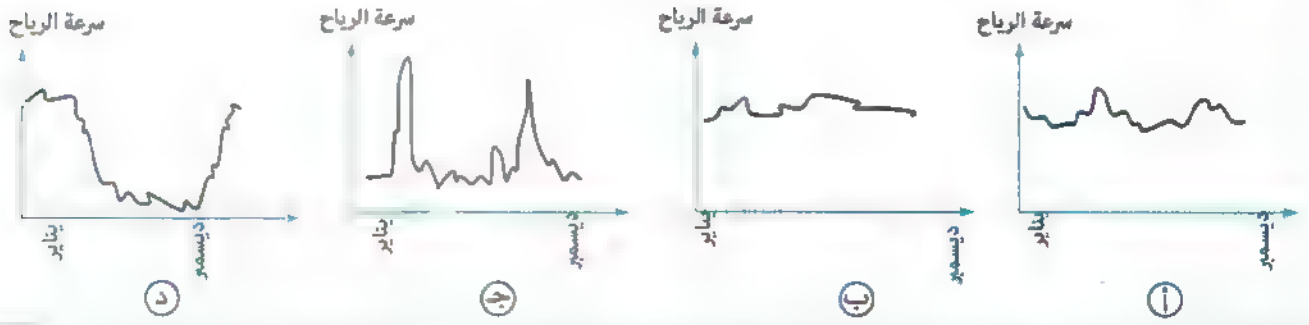 سرعة الرياح
سرعة الرياح
سرعة الرياح
سرعة الرياح
يناير
ديسمبر
يناير
ديسمبر
يناير
ديسمبر
يناير
ديسمبر
أ
ب
جـ
د